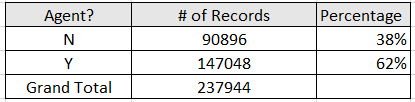 Agent? # of Records Percentage
N 90896 38%
Y 147048 62%
Grand Total 237944